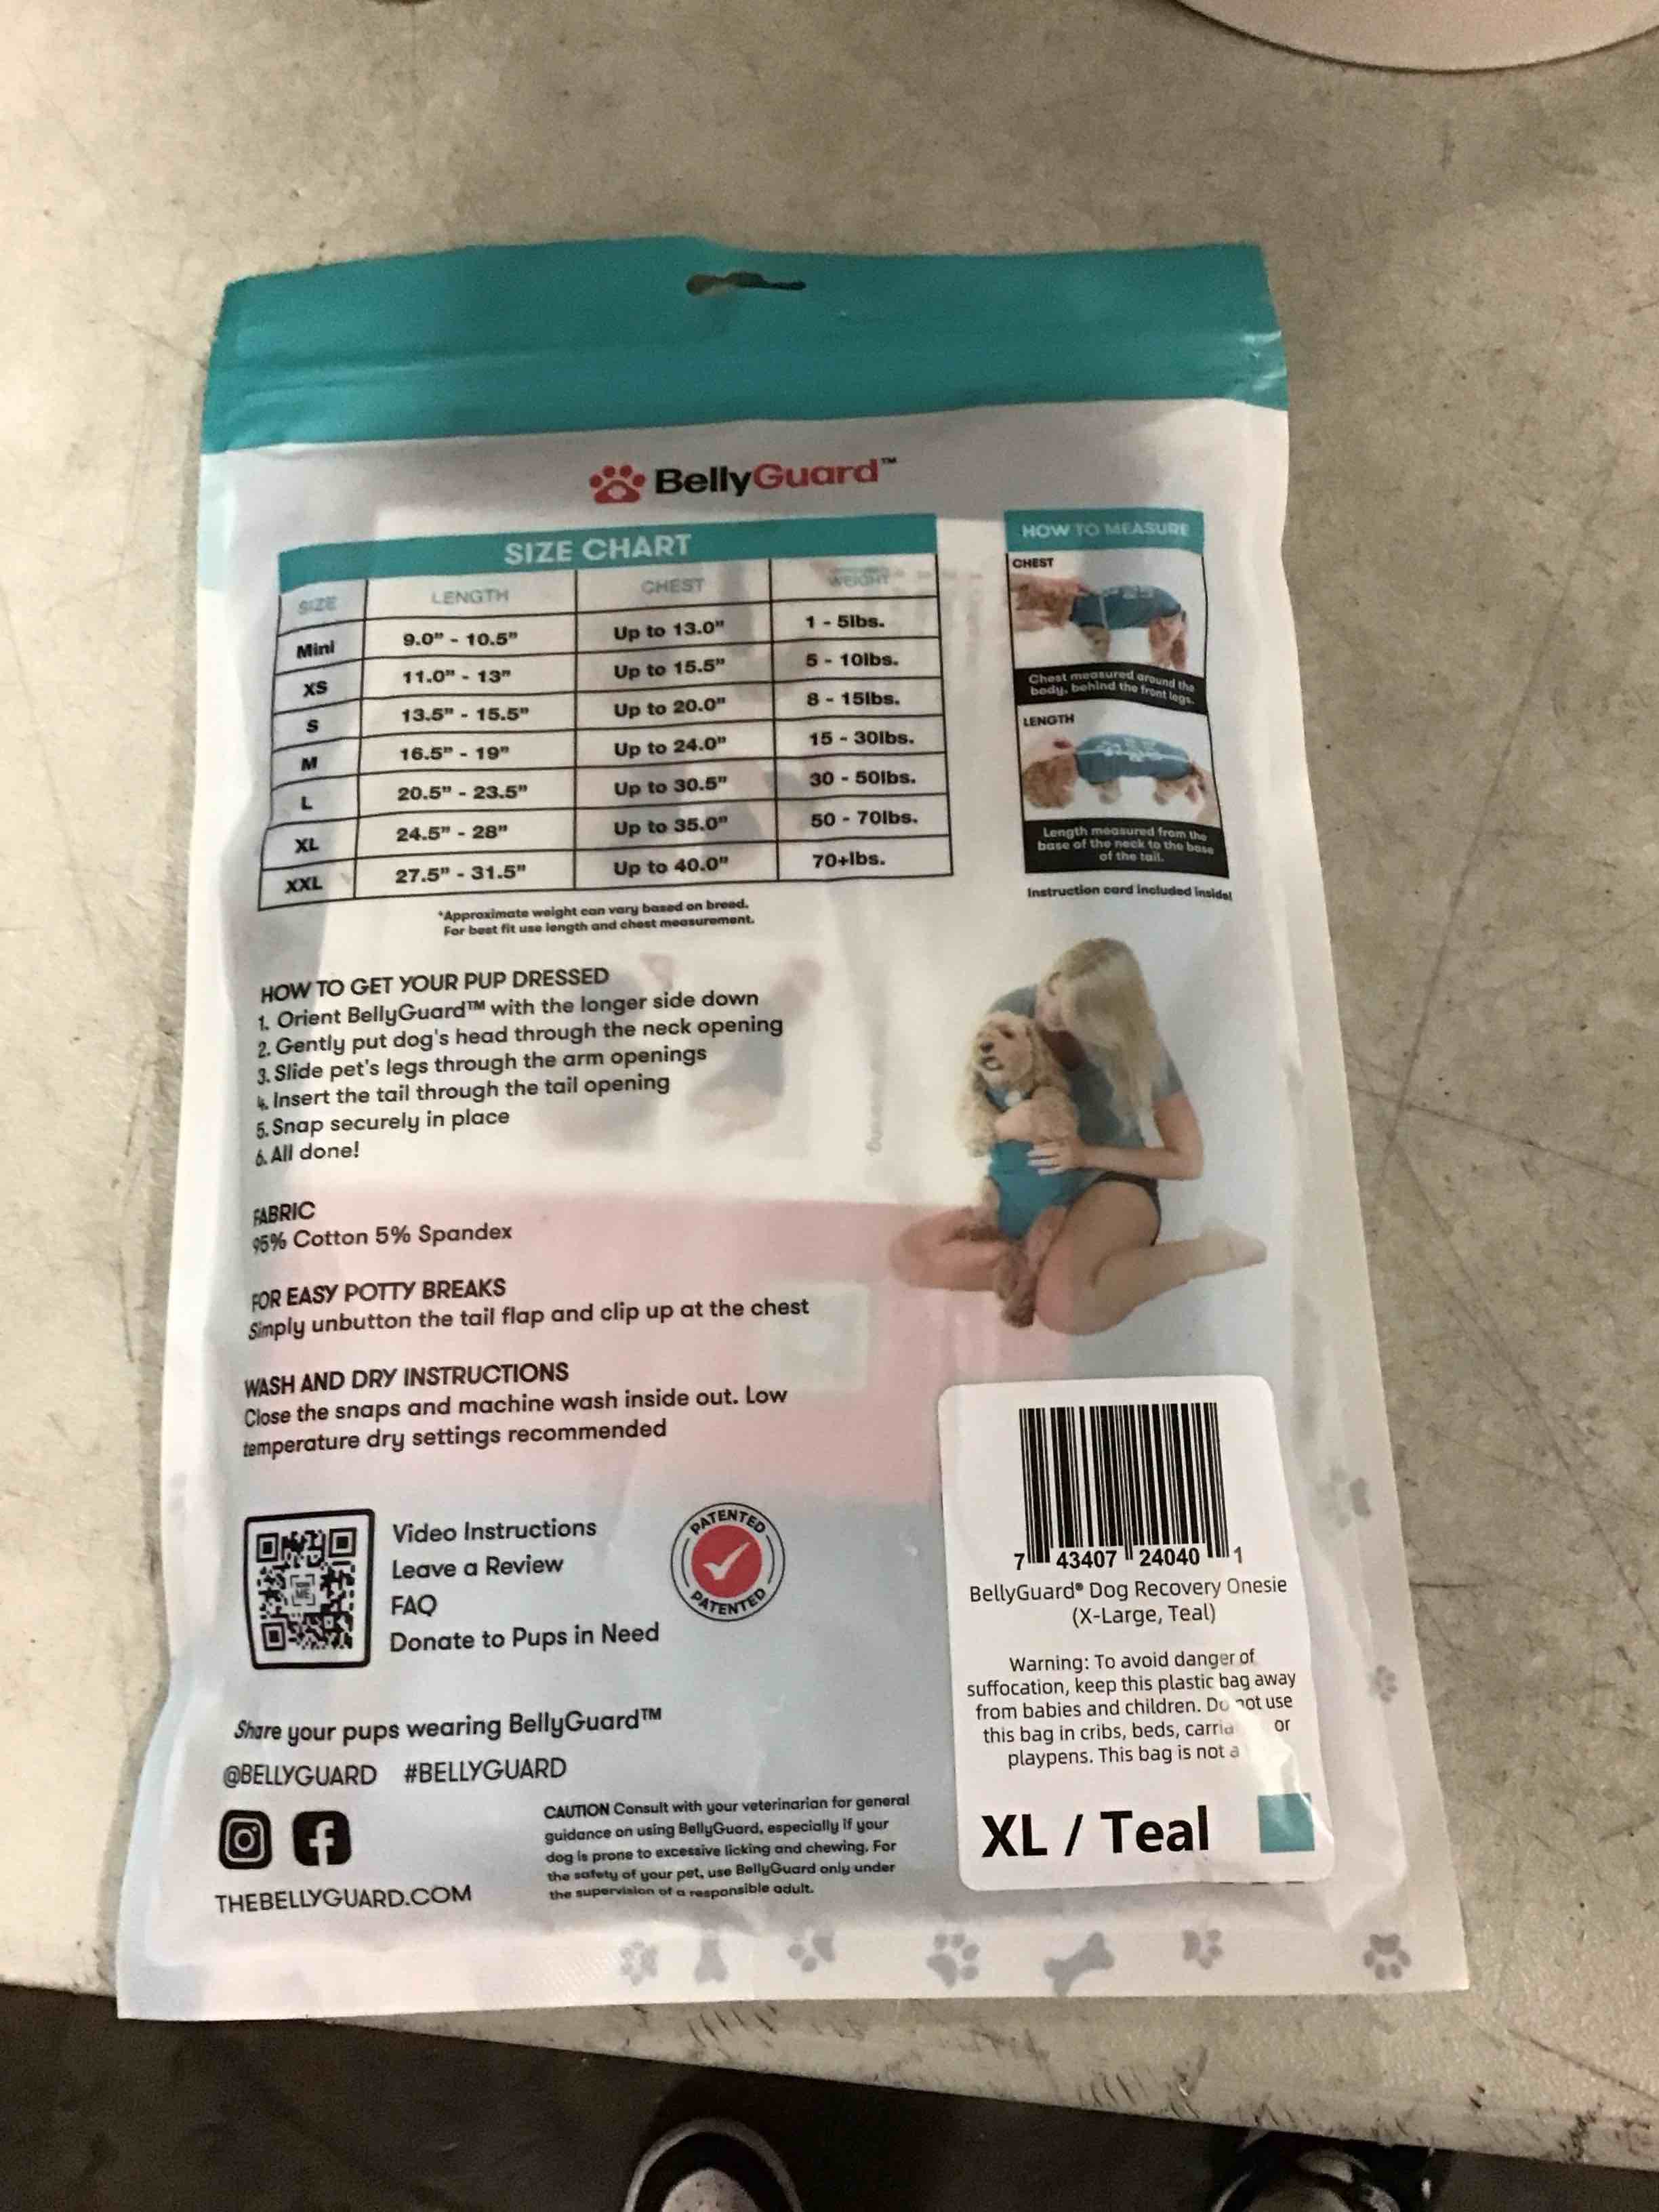 BellyGuard™
SIZE CHART
SIZE LENGTH CHEST WEIGHT
Mini 9.0" - 10.5" Up to 13.0" 1 - 5lbs.
XS 11.0" - 13" Up to 15.5" 5 - 10lbs.
S 13.5" - 15.5" Up to 20.0" 8 - 15lbs.
M 16.5" - 19" Up to 24.0" 15 - 30lbs.
L 20.5" - 23.5" Up to 30.5" 30 - 50lbs.
XL 24.5" - 28" Up to 35.0" 50 - 70lbs.
XXL 27.5" - 31.5" Up to 40.0" 70+lbs.
*Approximate weight can vary based on breed.
For best fit use length and chest measurement.
HOW TO MEASURE
CHEST
Chest measured around the
body, behind the front legs.
LENGTH
Length measured from the
base of the neck to the base
of the tail.
Instruction card included inside!
HOW TO GET YOUR PUP DRESSED
1. Orient BellyGuard™ with the longer side down
2. Gently put dog's head through the neck opening
3. Slide pet's legs through the arm openings
4. Insert the tail through the tail opening
5. Snap securely in place
6. All done!
FABRIC
95% Cotton 5% Spandex
FOR EASY POTTY BREAKS
Simply unbutton the tail flap and clip up at the chest
WASH AND DRY INSTRUCTIONS
Close the snaps and machine wash inside out. Low
temperature dry settings recommended
Video Instructions
Leave a Review
FAQ
Donate to Pups in Need
PATENTED
PATENTED
Share your pups wearing BellyGuard™
@BELLYGUARD #BELLYGUARD
THEBELLYGUARD.COM
CAUTION Consult with your veterinarian for general
guidance on using BellyGuard, especially if your
dog is prone to excessive licking and chewing. For
the safety of your pet, use BellyGuard only under
the supervision of a responsible adult.
7 43407 24040 1
BellyGuard® Dog Recovery Onesie
(X-Large, Teal)
Warning: To avoid danger of
suffocation, keep this plastic bag away
from babies and children. Do not use
this bag in cribs, beds, or
playpens. This bag is not a
XL / Teal